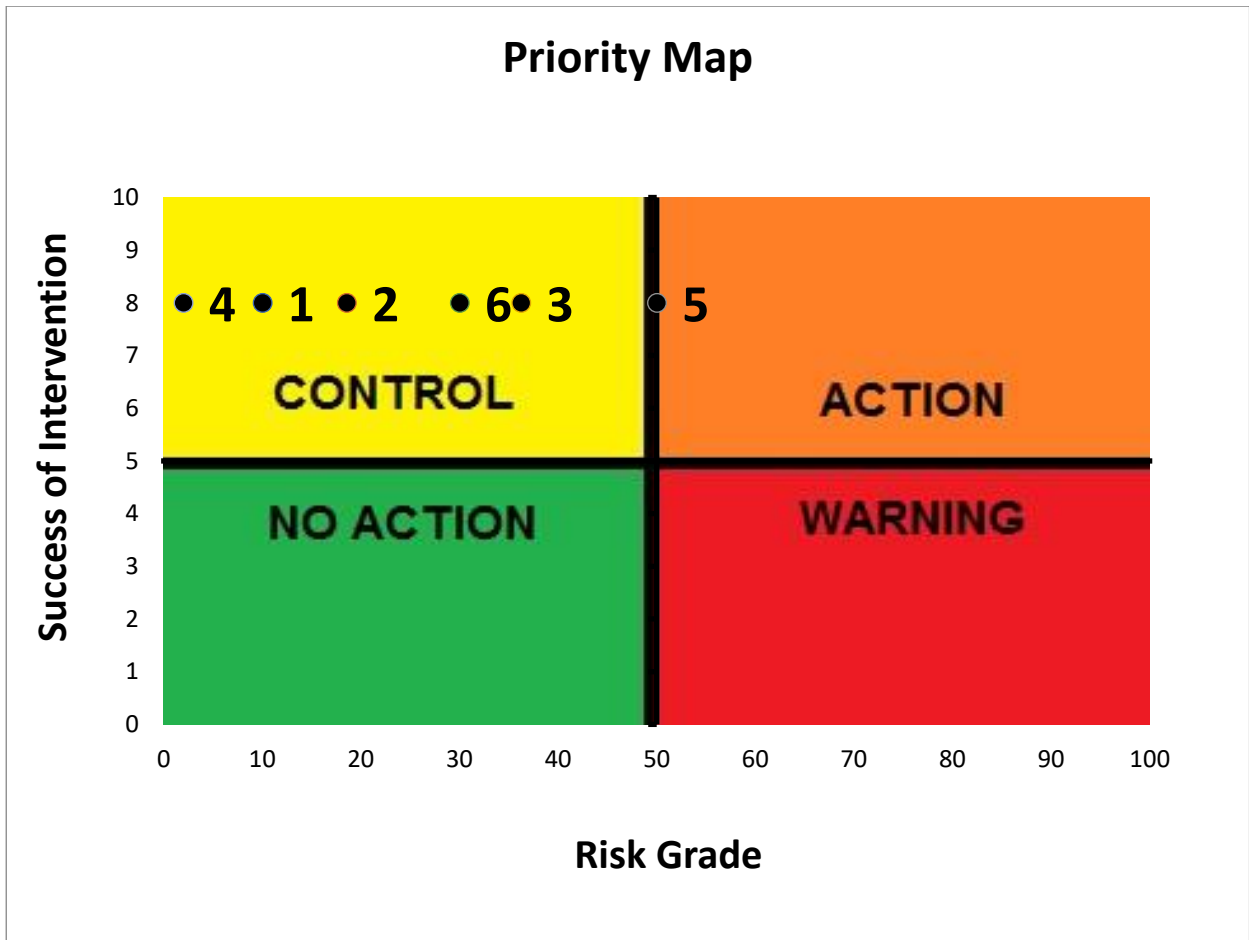 Priority Map
Success of Intervention
10
9
8
7
6
5
4
3
2
1
0
4 1 2 6 3 5
CONTROL ACTION
NO ACTION WARNING
0 10 20 30 40 50 60 70 80 90 100
Risk Grade